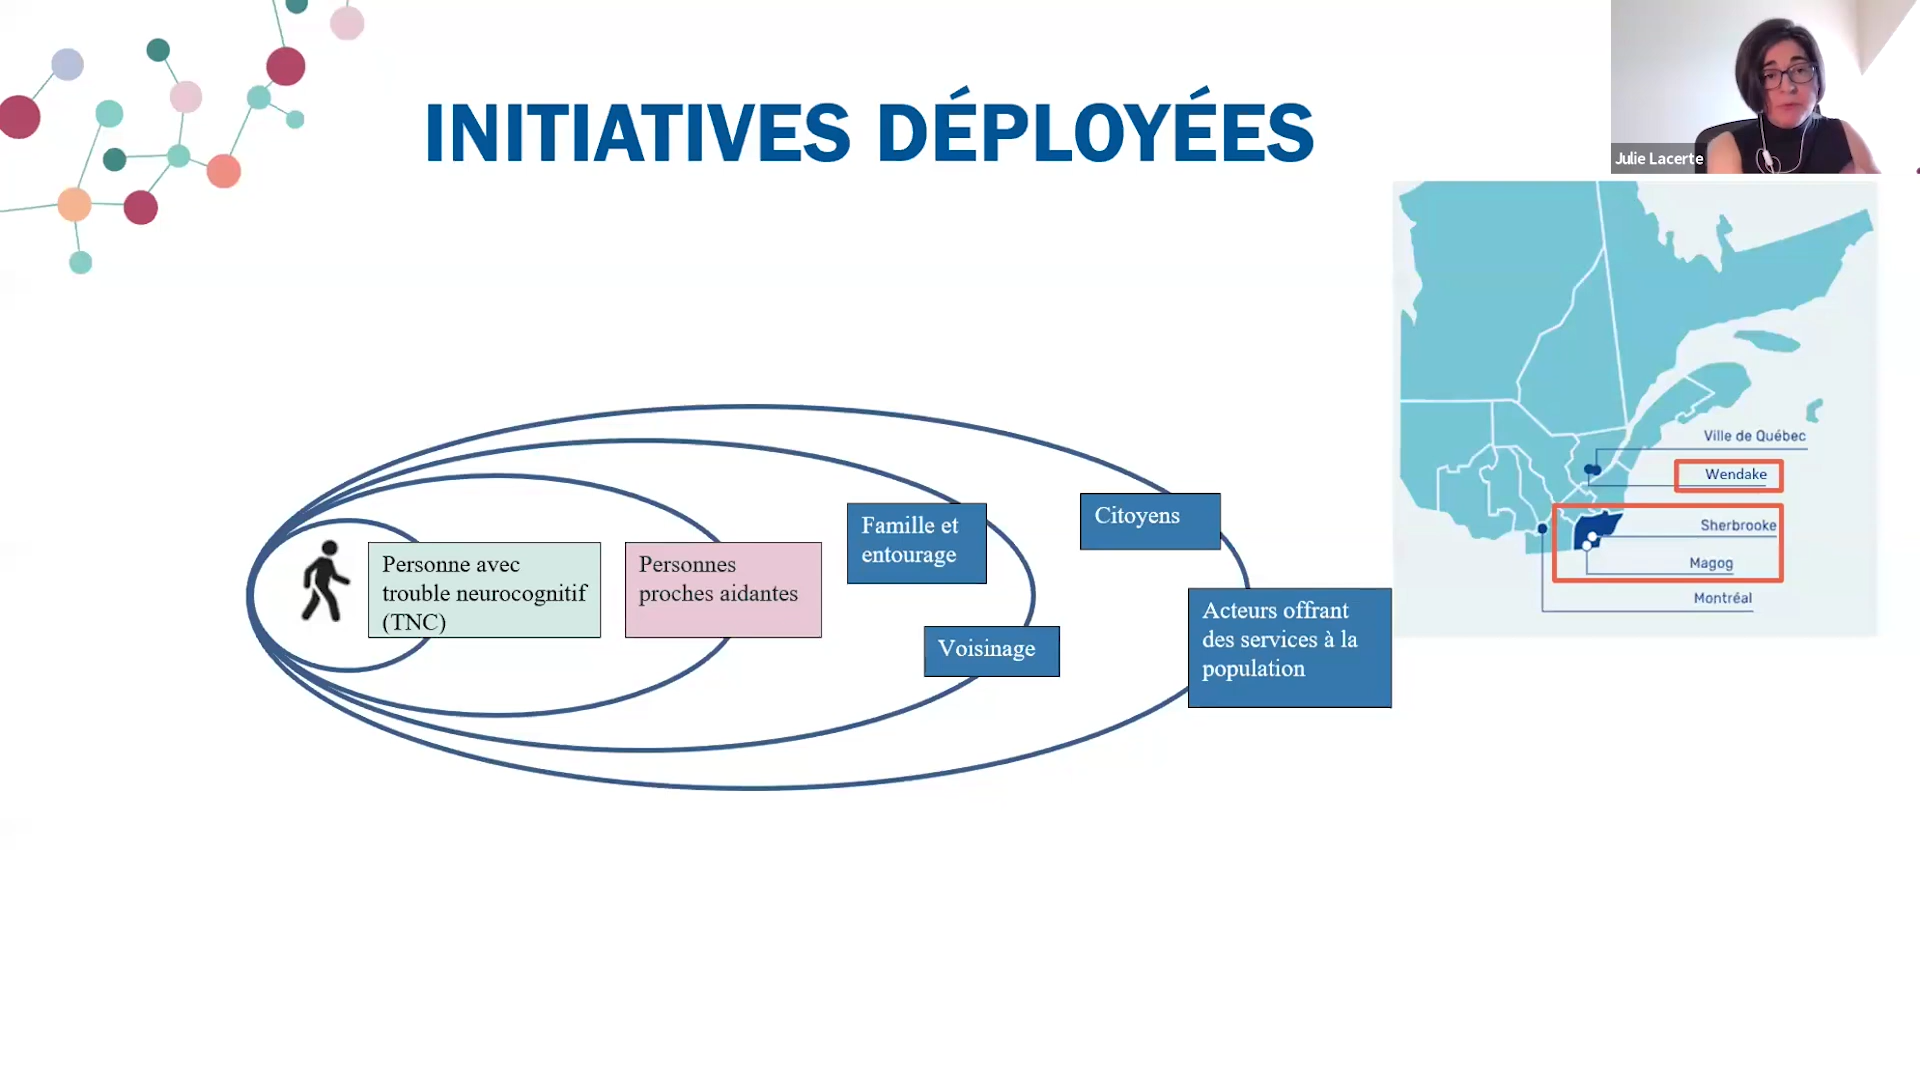 INITIATIVES DÉPLOYÉES
Julie Lacerte
Personne avec
trouble neurocognitif
(TNC)
Personnes
proches aidantes
Famille et
entourage
Voisinage
Citoyens
Acteurs offrant
des services à la
population
Ville de Québec
Wendake
Sherbrooke
Magog
Montréal